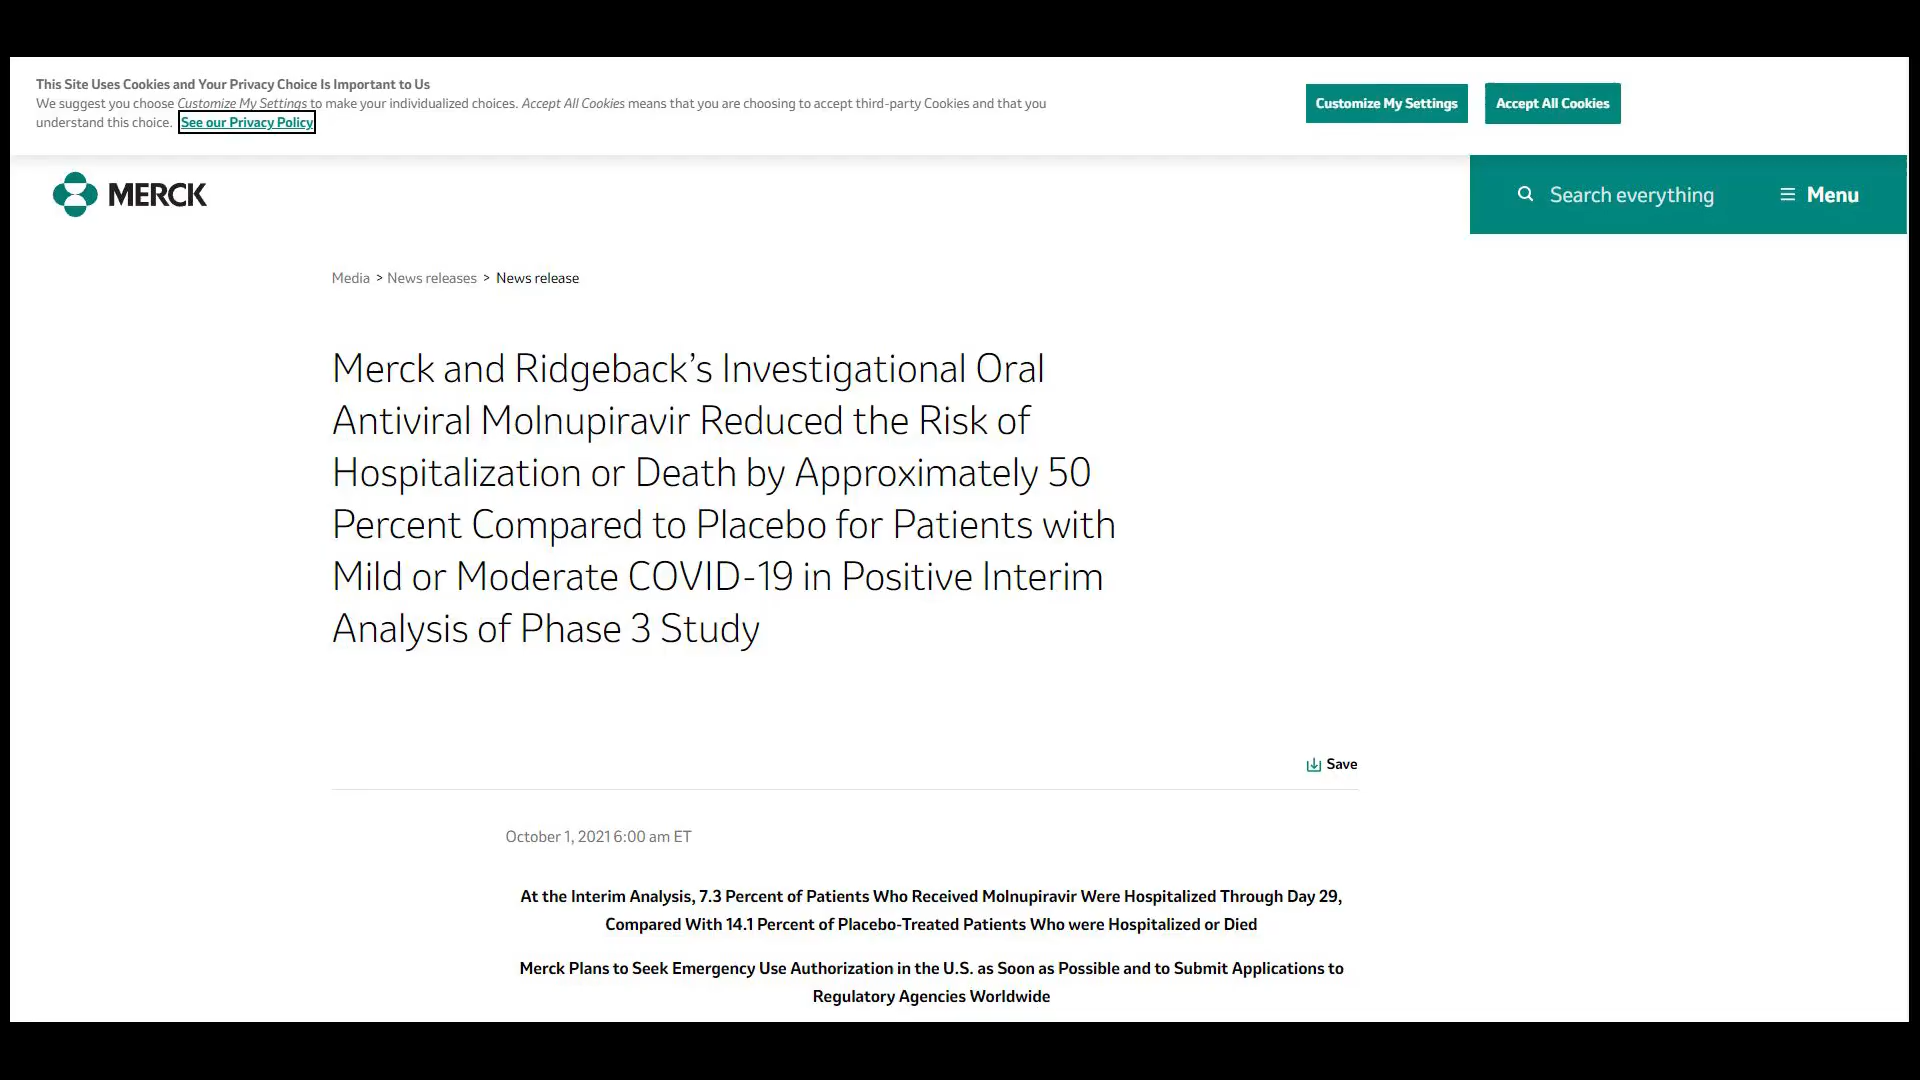 This Site Uses Cookies and Your Privacy Choice Is Important to Us
We suggest you choose Customize My Settings to make your individualized choices. Accept All Cookies means that you are choosing to accept third-party Cookies and that you
understand this choice. See our Privacy Policy
Customize My Settings
Accept All Cookies
MERCK
Search everything
Menu
Media > News releases > News release
Merck and Ridgeback’s Investigational Oral
Antiviral Molnupiravir Reduced the Risk of
Hospitalization or Death by Approximately 50
Percent Compared to Placebo for Patients with
Mild or Moderate COVID-19 in Positive Interim
Analysis of Phase 3 Study
Save
October 1, 2021 6:00 am ET
At the Interim Analysis, 7.3 Percent of Patients Who Received Molnupiravir Were Hospitalized Through Day 29,
Compared With 14.1 Percent of Placebo-Treated Patients Who were Hospitalized or Died
Merck Plans to Seek Emergency Use Authorization in the U.S. as Soon as Possible and to Submit Applications to
Regulatory Agencies Worldwide